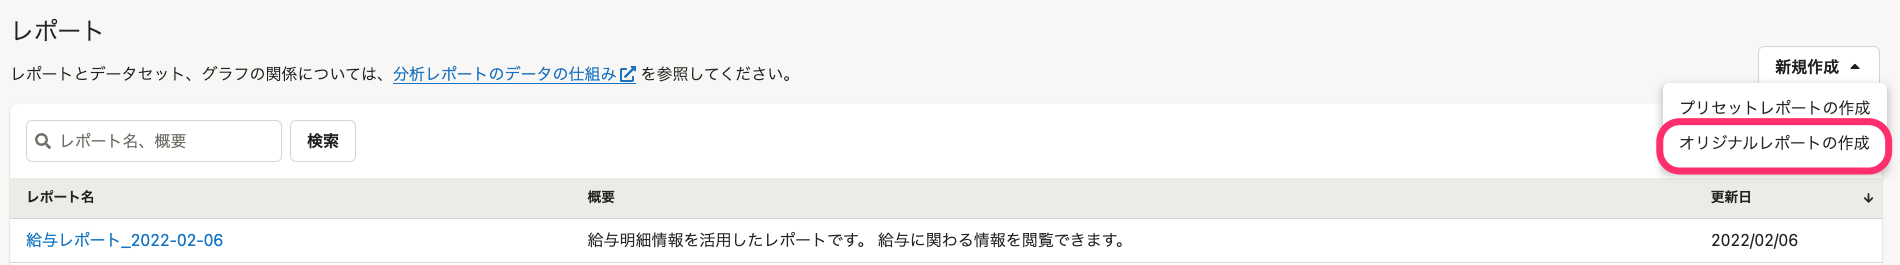 レポート
レポートとデータセット、グラフの関係については、分析レポートのデータの仕組み を参照してください。
新規作成
プリセットレポートの作成
オリジナルレポートの作成
レポート名、概要 検索
レポート名 概要 更新日
給与レポート_2022-02-06 給与明細情報を活用したレポートです。 給与に関わる情報を閲覧できます。 2022/02/06